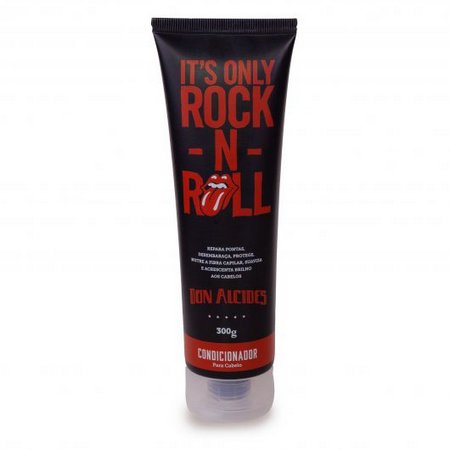 IT'S ONLY
ROCK
-N-
ROLL
REPARA PONTAS,
DESEMBARAÇA, PROTEGE,
NUTRE A FIBRA CAPILAR, SUAVIZA
E ACRESCENTA BRILHO
AOS CABELOS
DON ALCIDES
300g
CONDICIONADOR
Para Cabelo